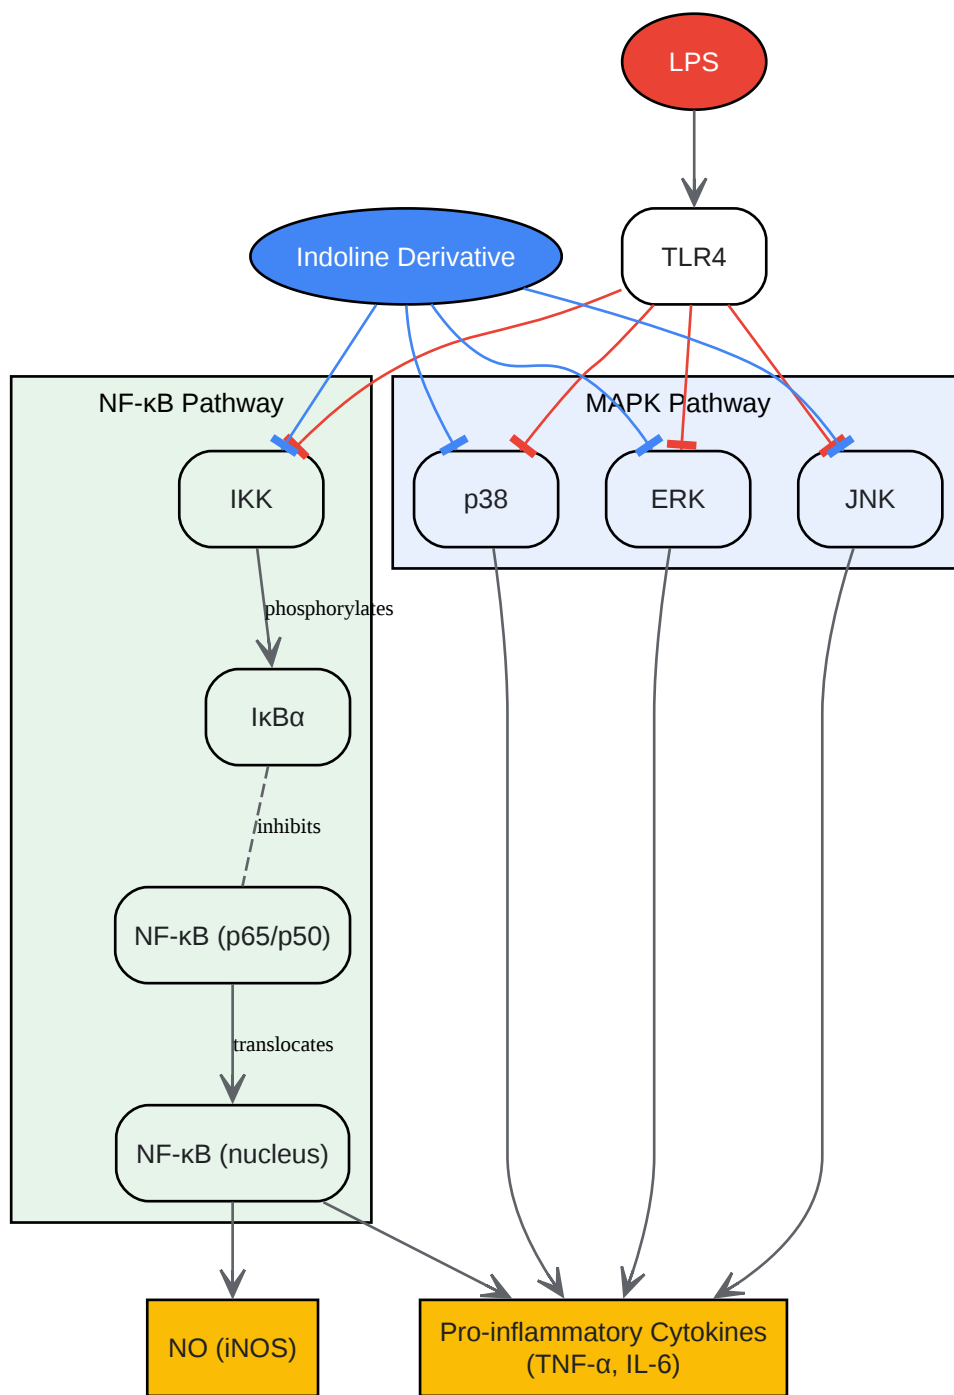 LPS
Indoline Derivative
TLR4
NF-κB Pathway
MAPK Pathway
IKK
p38
ERK
JNK
phosphorylates
IκBα
inhibits
NF-κB (p65/p50)
translocates
NF-κB (nucleus)
NO (iNOS)
Pro-inflammatory Cytokines
(TNF-α, IL-6)